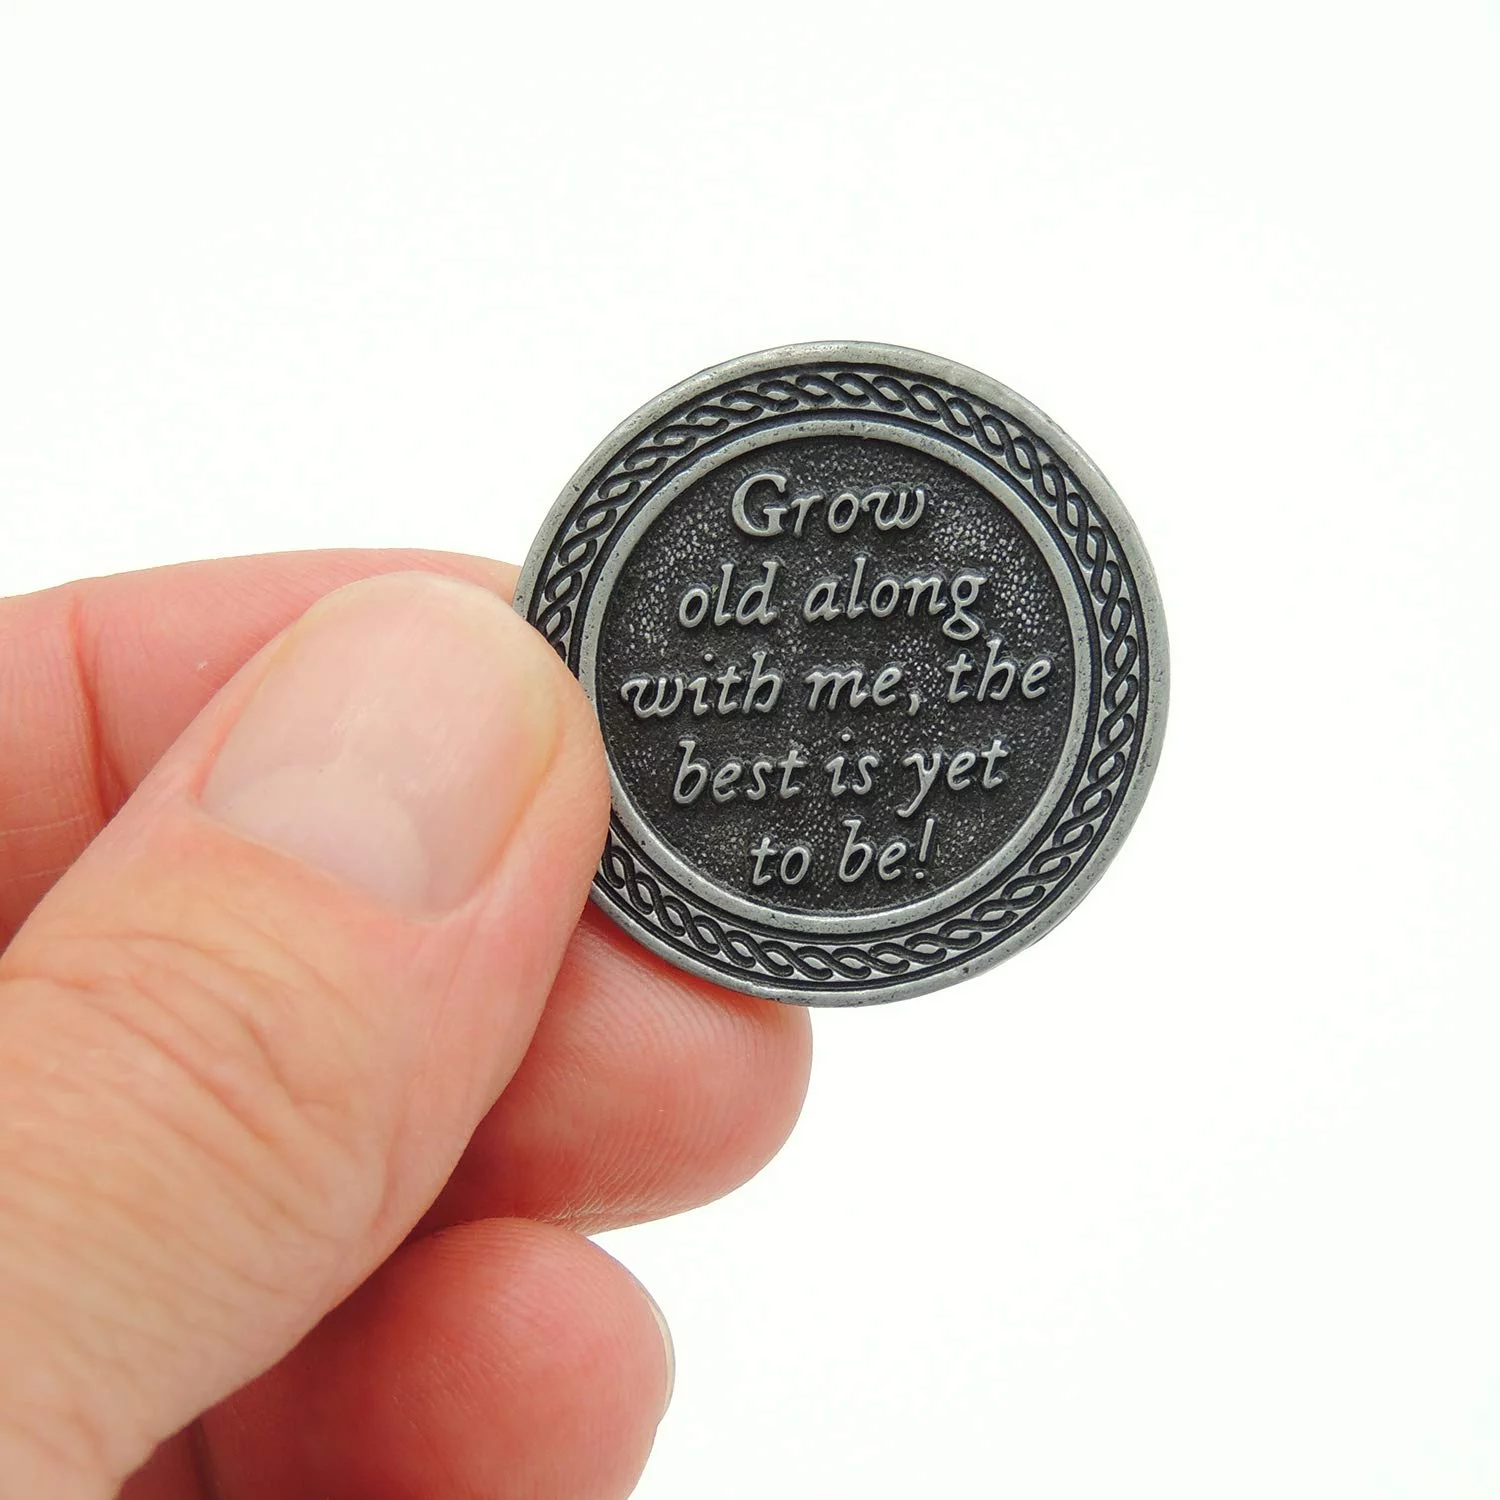 Grow
old along
with me, the
best is yet
to be!